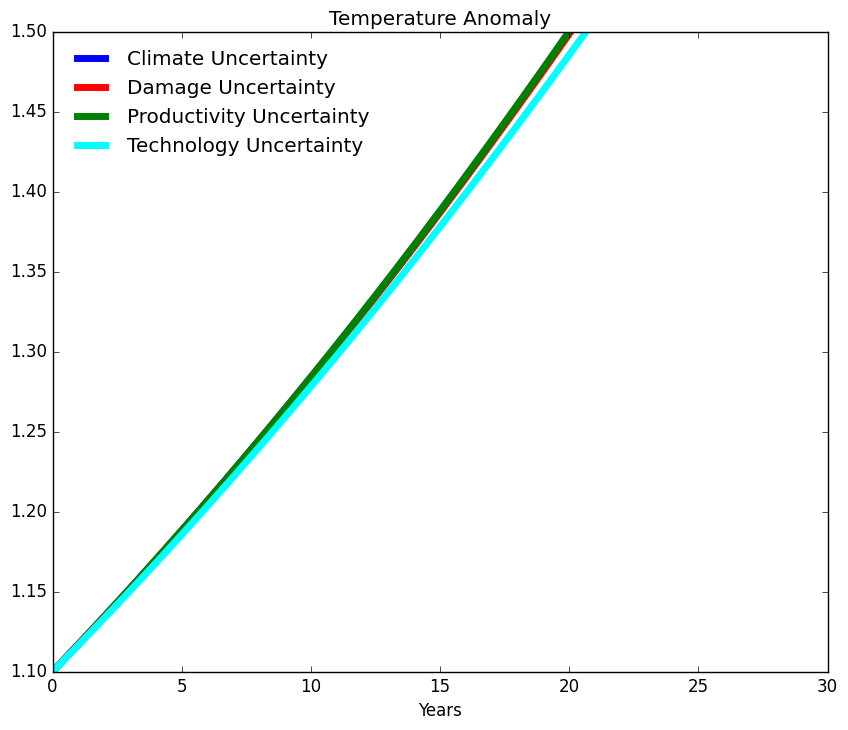 Temperature Anomaly
1.50
1.45
1.40
1.35
1.30
1.25
1.20
1.15
1.10
Climate Uncertainty
Damage Uncertainty
Productivity Uncertainty
Technology Uncertainty
0 5 10 15 20 25 30
Years